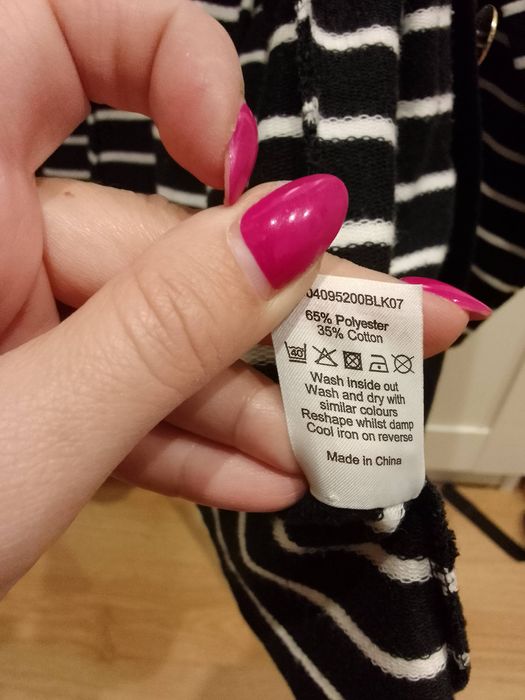 04095200BLK07
65% Polyester
35% Cotton
40
Wash inside out
Wash and dry with
similar colours
Reshape whilst damp
Cool iron on reverse
Made in China